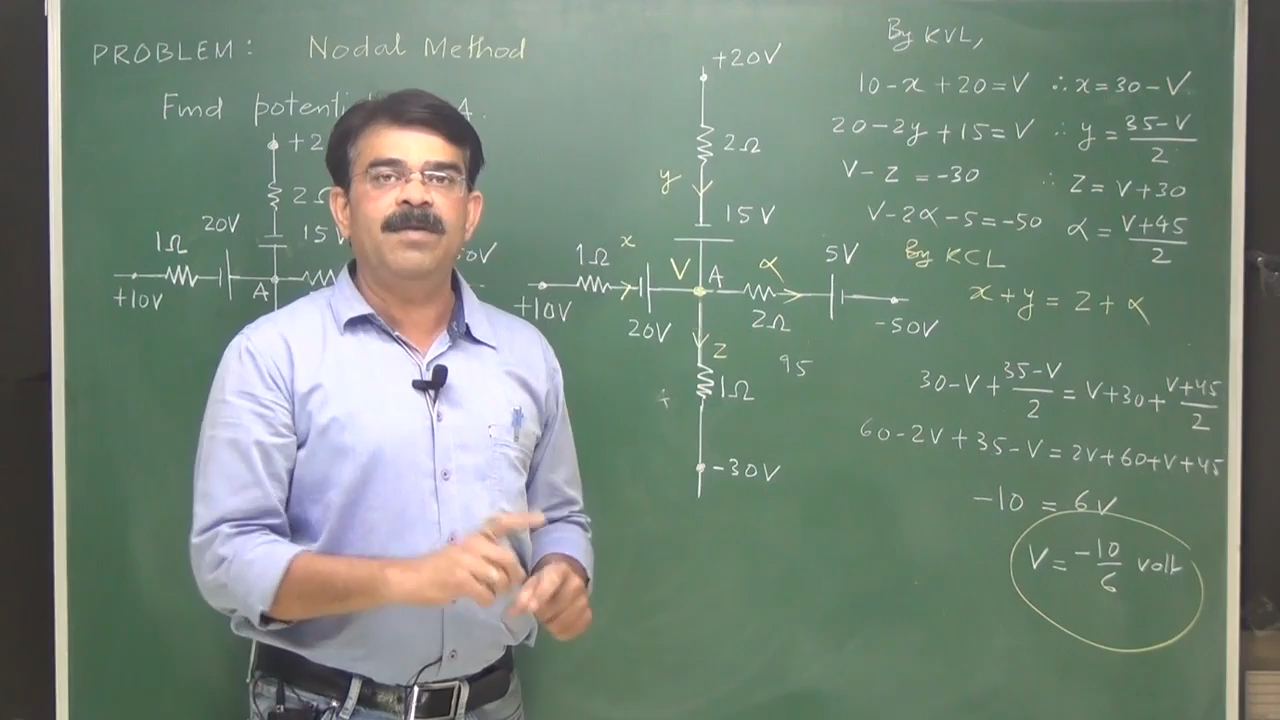 PROBLEM: Nodal Method
Find A.
+2
2Ω
20V
15V
1Ω
+10V
A
+20V
2Ω
y
15V
x
1Ω
V
A
α
5V
+10V
20V
2Ω
-50V
z
95
1Ω
-30V
By KVL,
10-x+20=V ∴x=30-V
20-2y+15=V ∴ y=35-V/2
V-z=-30 ∴ z=V+30
V-2α-5=-50 α=V+45/2
By KCL
x+y=z+α
30-V+35-V/2=V+30+V+45/2
60-2V+35-V=2V+60+V+45
-10=6V
V=-10/6 volt